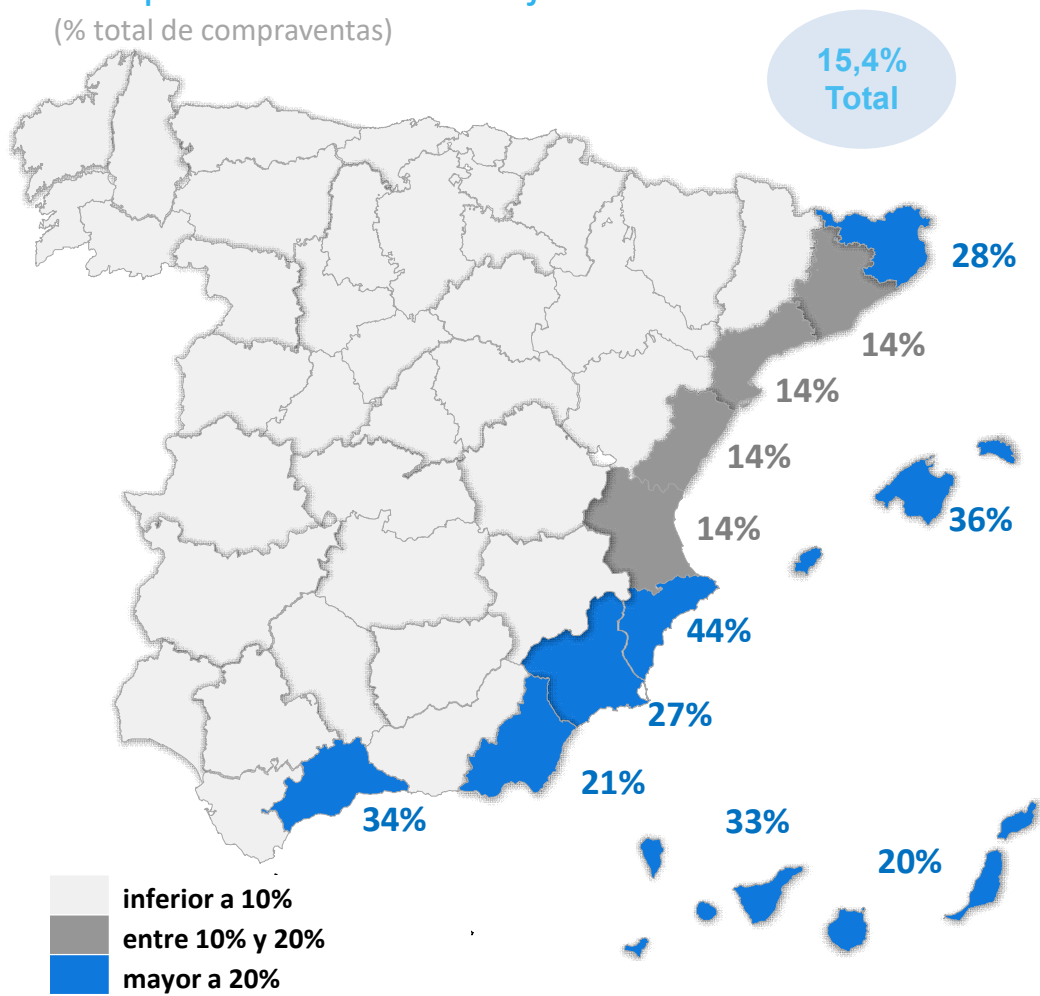 (% total de compraventas)
15,4%
Total
28%
14%
14%
14%
36%
14%
44%
27%
21%
34%
33%
20%
inferior a 10%
entre 10% y 20%
mayor a 20%